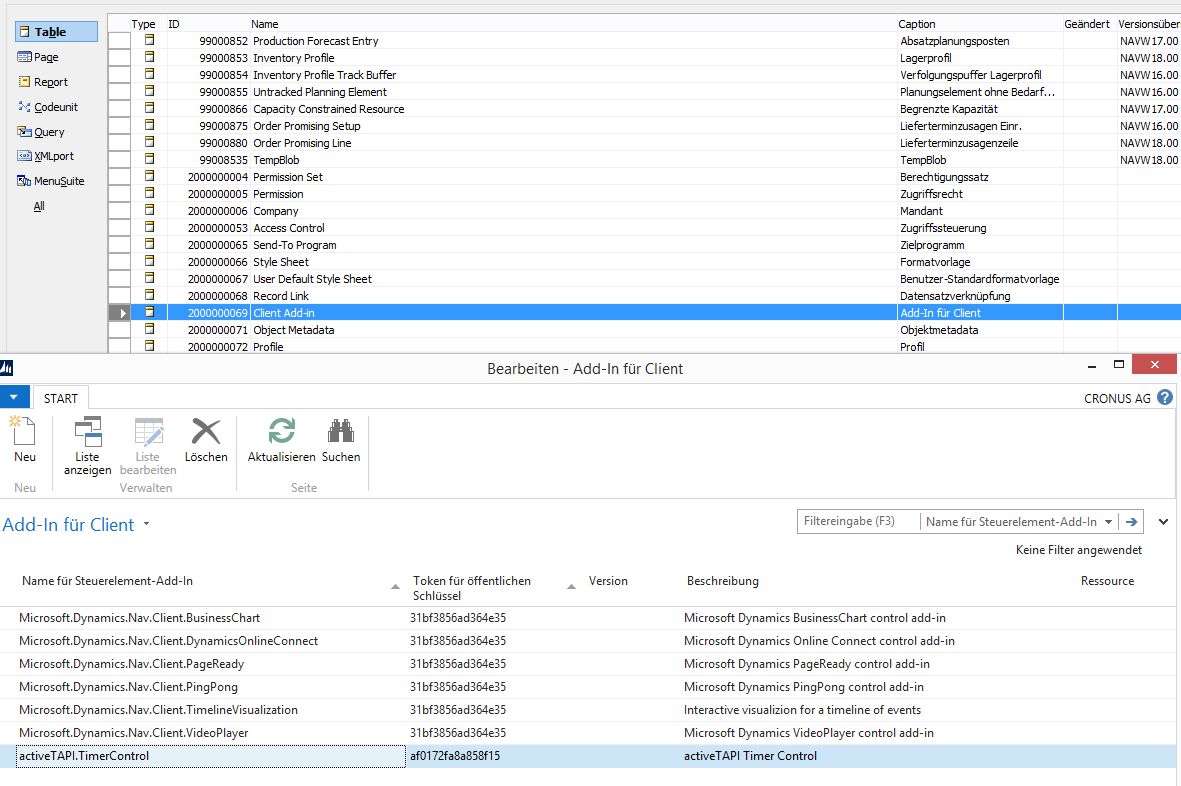 Type ID Name Caption Geändert Versionsüber
Table
Page
Report
Codeunit
Query
XMLport
MenuSuite
All
99000852 Production Forecast Entry Absatzplanungsposten NAVW17.00
99000853 Inventory Profile Lagerprofil NAVW18.00
99000854 Inventory Profile Track Buffer Verfolgungspuffer Lagerprofil NAVW16.00
99000855 Untracked Planning Element Planungselement ohne Bedarf... NAVW16.00
99000866 Capacity Constrained Resource Begrenzte Kapazität NAVW17.00
99000875 Order Promising Setup Lieferterminzusagen Einr. NAVW16.00
99000880 Order Promising Line Lieferterminzusagenzeile NAVW18.00
99008535 TempBlob TempBlob NAVW18.00
2000000004 Permission Set Berechtigungssatz
2000000005 Permission Zugriffsrecht
2000000006 Company Mandant
2000000053 Access Control Zugriffssteuerung
2000000065 Send-To Program Zielprogramm
2000000066 Style Sheet Formatvorlage
2000000067 User Default Style Sheet Benutzer-Standardformatvorlage
2000000068 Record Link Datensatzverknüpfung
2000000069 Client Add-in Add-In für Client
2000000071 Object Metadata Objektmetadata
2000000072 Profile Profil
Bearbeiten - Add-In für Client
START
CRONUS AG
Neu
Liste anzeigen
Liste bearbeiten
Löschen
Aktualisieren
Suchen
Neu Verwalten Seite
Add-In für Client
Filtereingabe (F3) Name für Steuerelement-Add-In
Keine Filter angewendet
Name für Steuerelement-Add-In Token für öffentlichen Schlüssel Version Beschreibung Ressource
Microsoft.Dynamics.Nav.Client.BusinessChart 31bf3856ad364e35 Microsoft Dynamics BusinessChart control add-in
Microsoft.Dynamics.Nav.Client.DynamicsOnlineConnect 31bf3856ad364e35 Microsoft Dynamics Online Connect control add-in
Microsoft.Dynamics.Nav.Client.PageReady 31bf3856ad364e35 Microsoft Dynamics PageReady control add-in
Microsoft.Dynamics.Nav.Client.PingPong 31bf3856ad364e35 Microsoft Dynamics PingPong control add-in
Microsoft.Dynamics.Nav.Client.TimelineVisualization 31bf3856ad364e35 Interactive visualizion for a timeline of events
Microsoft.Dynamics.Nav.Client.VideoPlayer 31bf3856ad364e35 Microsoft Dynamics VideoPlayer control add-in
activeTAPI.TimerControl af0172fa8a858f15 activeTAPI Timer Control